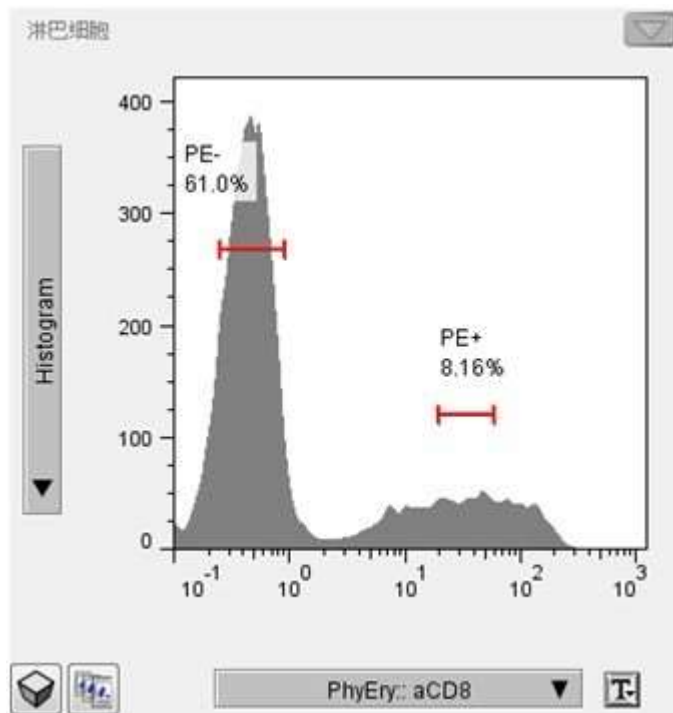 淋巴细胞
400
300
200
100
0
PE-
61.0%
PE+
8.16%
Histogram
10-1
100
101
102
103
PhyEry:: aCD8
T